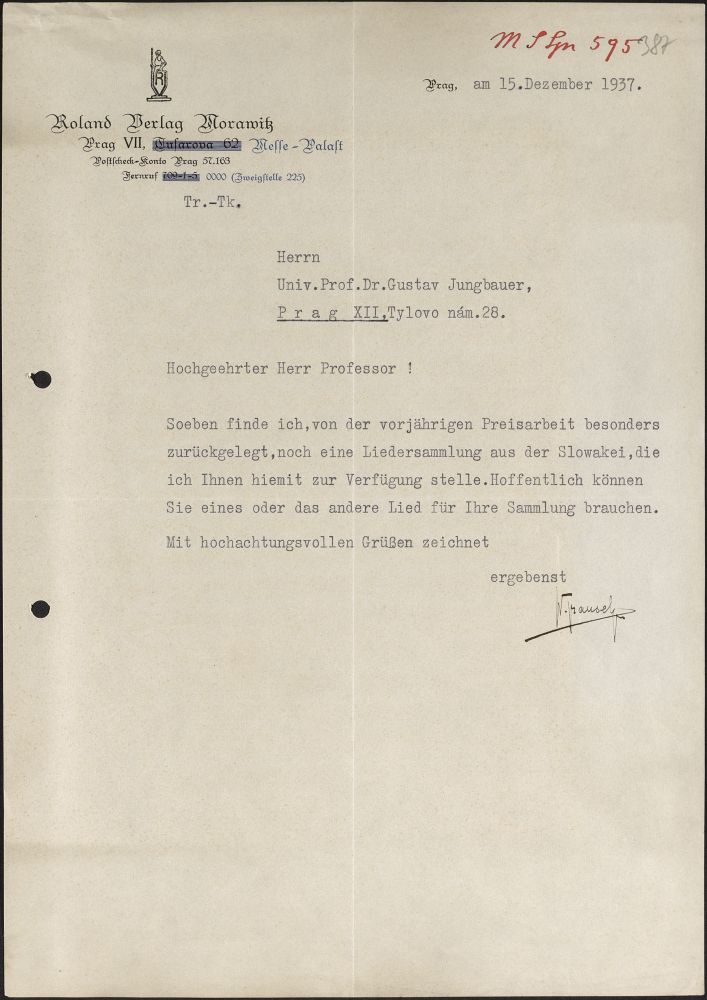 M S Spr 595 387
R
Prag, am 15.Dezember 1937.
Roland Verlag Morawitz
Prag VII, Tusarova 62 Messe-Palast
Postscheck-Konto Prag 57.163
Fernruf 0000 (Zweigstelle 225)
Tr.-Tk.
Herrn
Univ.Prof.Dr.Gustav Jungbauer,
P r a g XII,Tylovo nám.28.
Hochgeehrter Herr Professor !
Soeben finde ich,von der vorjährigen Preisarbeit besonders
zurückgelegt,noch eine Liedersammlung aus der Slowakei,die
ich Ihnen hiemit zur Verfügung stelle.Hoffentlich können
Sie eines oder das andere Lied für Ihre Sammlung brauchen.
Mit hochachtungsvollen Grüßen zeichnet
ergebenst